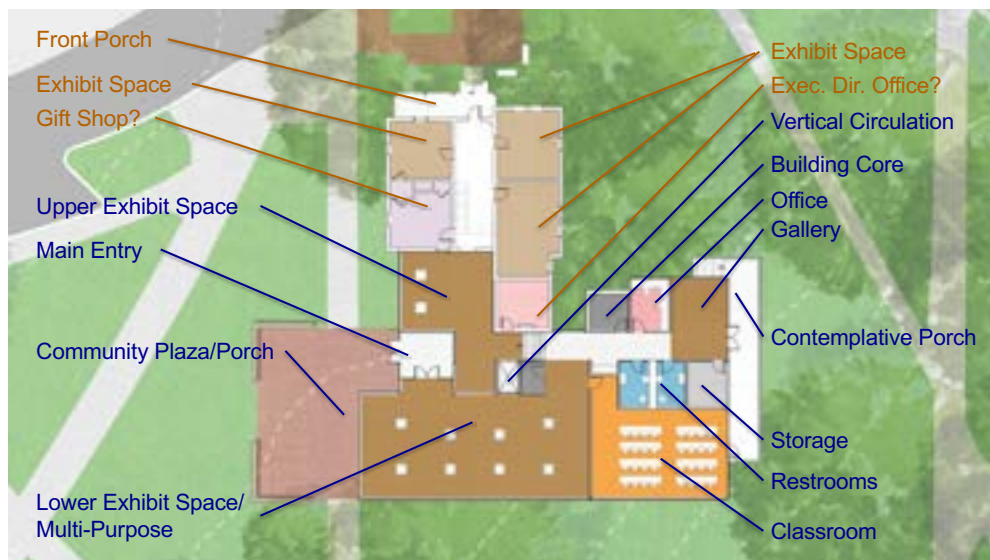 Front Porch
Exhibit Space
Gift Shop?
Upper Exhibit Space
Main Entry
Community Plaza/Porch
Lower Exhibit Space/
Multi-Purpose
Exhibit Space
Exec. Dir. Office?
Vertical Circulation
Building Core
Office
Gallery
Contemplative Porch
Storage
Restrooms
Classroom